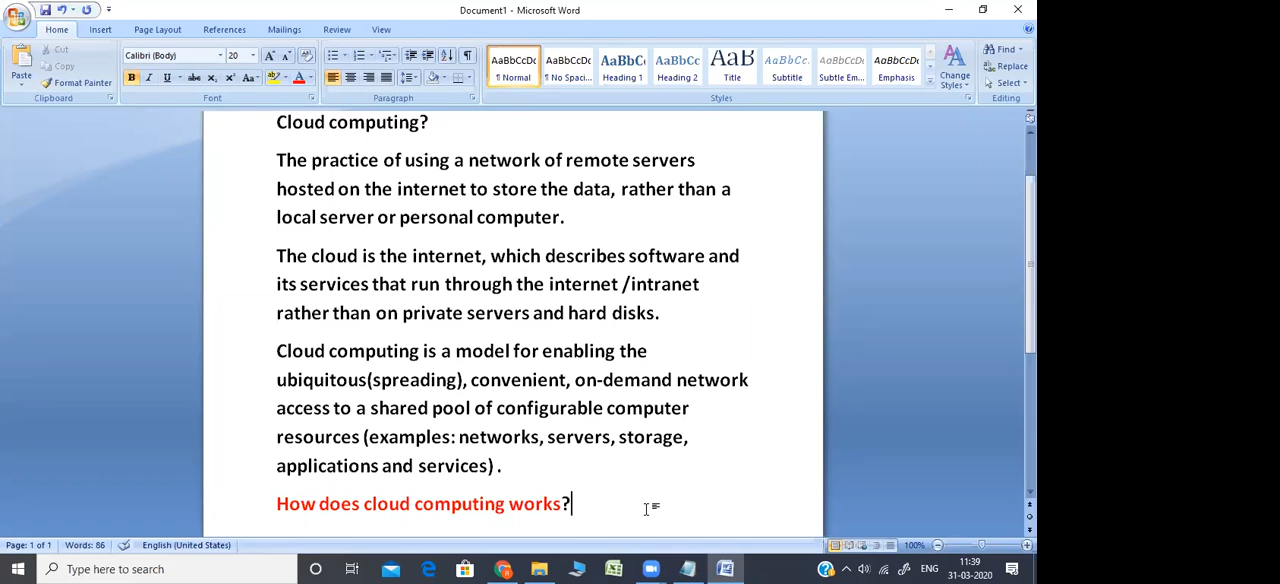 Document1 - Microsoft Word
Home Insert Page Layout References Mailings Review View
Paste
Cut
Copy
Format Painter
Clipboard
Calibri (Body) 20
B I U abc X₂ X² Aa
Font
Paragraph
AaBbCcDc AaBbCcDc AaBbCc AaBbCc AaB AaBbCc AaBbCcDc AaBbCcDc
¶ Normal ¶ No Spaci... Heading 1 Heading 2 Title Subtitle Subtle Em... Emphasis
Change
Styles
Styles
Find
Replace
Select
Editing
Cloud computing?
The practice of using a network of remote servers
hosted on the internet to store the data, rather than a
local server or personal computer.
The cloud is the internet, which describes software and
its services that run through the internet /intranet
rather than on private servers and hard disks.
Cloud computing is a model for enabling the
ubiquitous(spreading), convenient, on-demand network
access to a shared pool of configurable computer
resources (examples: networks, servers, storage,
applications and services) .
How does cloud computing works?
Page: 1 of 1 Words: 86 English (United States) 100%
Type here to search
ENG
11:39
31-03-2020